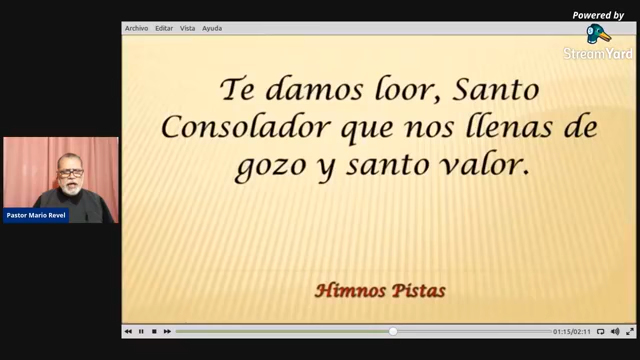 Powered by
StreamYard
Archivo Editar Vista Ayuda
Te damos loor, Santo
Consolador que nos llenas de
gozo y santo valor.
Pastor Mario Revel
Himnos Pistas
01:15/02:11